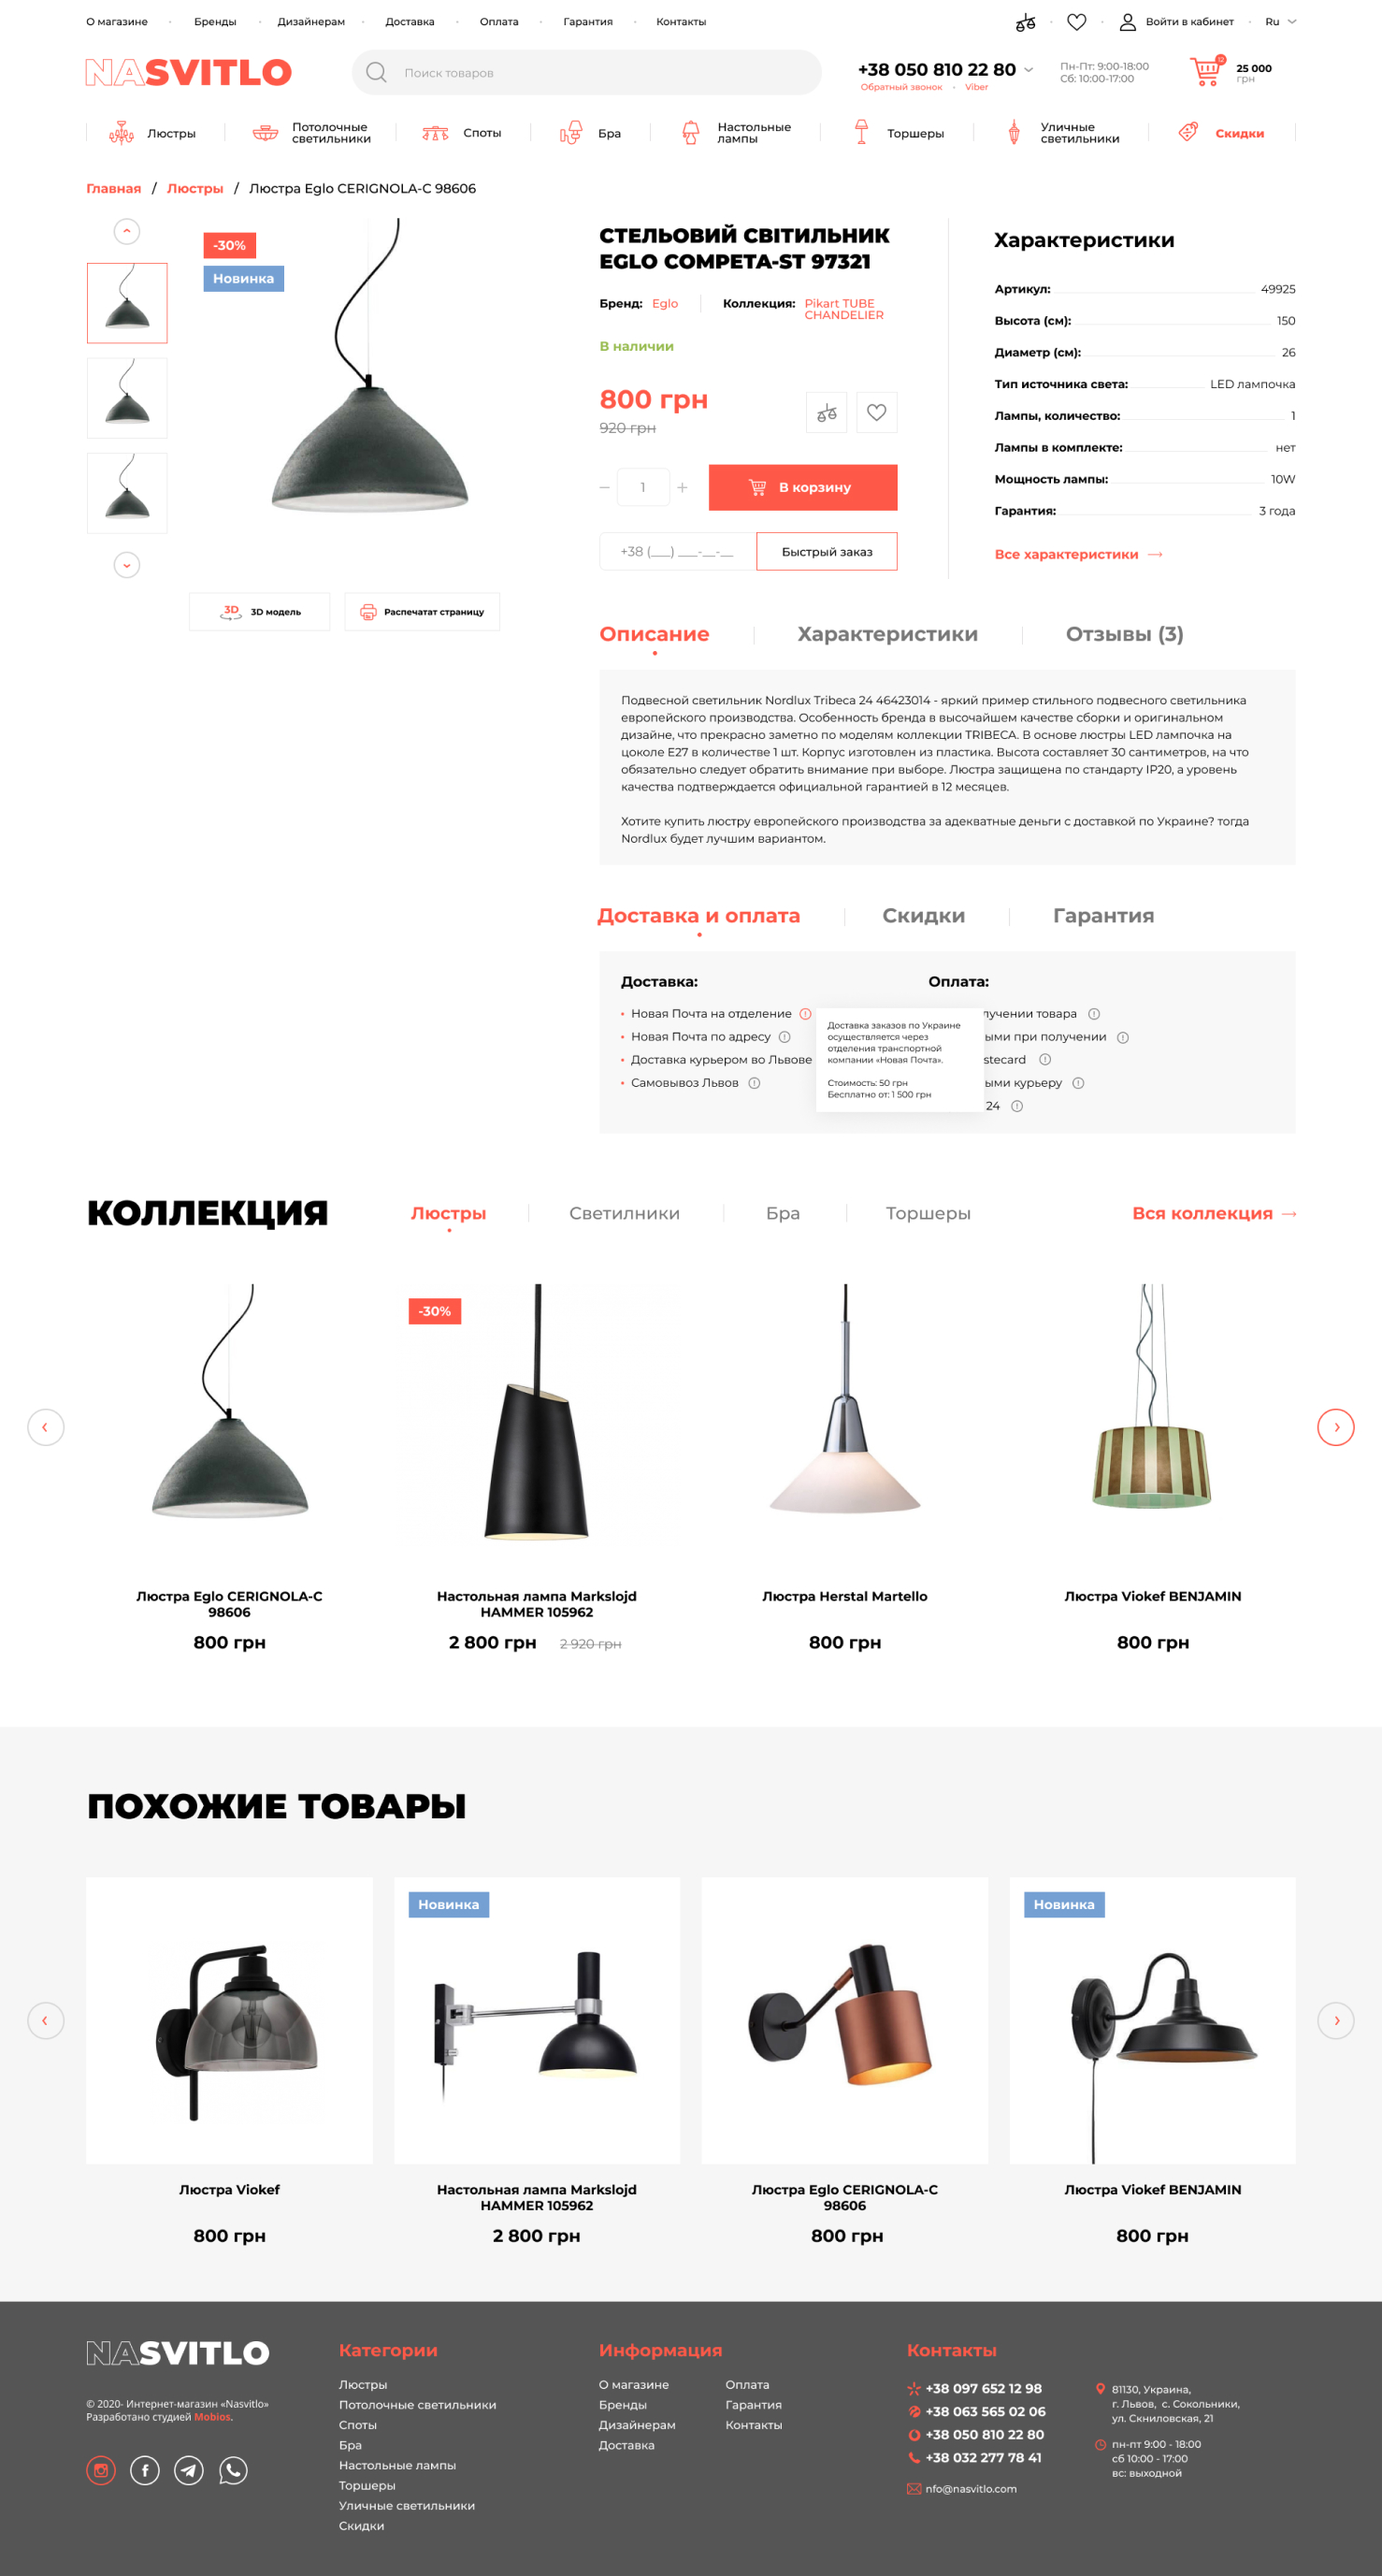 О магазине · Бренды · Дизайнерам · Доставка · Оплата · Гарантия · Контакты
Войти в кабинет · Ru
NASVITLO
Поиск товаров
+38 050 810 22 80
Обратный звонок · Viber
Пн-Пт: 9:00-18:00
Сб: 10:00-17:00
25 000
грн
Люстры
Потолочные
светильники
Споты
Бра
Настольные
лампы
Торшеры
Уличные
светильники
Скидки
Главная / Люстры / Люстра Eglo CERIGNOLA-C 98606
-30%
Новинка
3D
3D модель
Распечатат страницу
СТЕЛЬОВИЙ СВІТИЛЬНИК
EGLO COMPETA-ST 97321
Бренд: Eglo
Коллекция: Pikart TUBE
CHANDELIER
В наличии
800 грн
920 грн
1
В корзину
+38 (___) ___-__-__
Быстрый заказ
Характеристики
Артикул: 49925
Высота (см): 150
Диаметр (см): 26
Тип источника света: LED лампочка
Лампы, количество: 1
Лампы в комплекте: нет
Мощность лампы: 10W
Гарантия: 3 года
Все характеристики
Описание
Характеристики
Отзывы (3)
Подвесной светильник Nordlux Tribeca 24 46423014 - яркий пример стильного подвесного светильника
европейского производства. Особенность бренда в высочайшем качестве сборки и оригинальном
дизайне, что прекрасно заметно по моделям коллекции TRIBECA. В основе люстры LED лампочка на
цоколе E27 в количестве 1 шт. Корпус изготовлен из пластика. Высота составляет 30 сантиметров, на что
обязательно следует обратить внимание при выборе. Люстра защищена по стандарту IP20, а уровень
качества подтверждается официальной гарантией в 12 месяцев.
Хотите купить люстру европейского производства за адекватные деньги с доставкой по Украине? тогда
Nordlux будет лучшим вариантом.
Доставка и оплата
Скидки
Гарантия
Доставка:
Новая Почта на отделение
Новая Почта по адресу
Доставка курьером во Львове
Самовывоз Львов
Доставка заказов по Украине
осуществляется через
отделения транспортной
компании «Новая Почта».
Стоимость: 50 грн
Бесплатно от: 1 500 грн
Оплата:
лучении товара
ыми при получении
stecard
ыми курьеру
24
КОЛЛЕКЦИЯ
Люстры
Светилники
Бра
Торшеры
Вся коллекция
-30%
Люстра Eglo CERIGNOLA-C
98606
800 грн
Настольная лампа Markslojd
HAMMER 105962
2 800 грн 2 920 грн
Люстра Herstal Martello
800 грн
Люстра Viokef BENJAMIN
800 грн
ПОХОЖИЕ ТОВАРЫ
Новинка
Новинка
Люстра Viokef
800 грн
Настольная лампа Markslojd
HAMMER 105962
2 800 грн
Люстра Eglo CERIGNOLA-C
98606
800 грн
Люстра Viokef BENJAMIN
800 грн
NASVITLO
© 2020- Интернет-магазин «Nasvitlo»
Разработано студией Mobios.
Категории
Люстры
Потолочные светильники
Споты
Бра
Настольные лампы
Торшеры
Уличные светильники
Скидки
Информация
О магазине
Бренды
Дизайнерам
Доставка
Оплата
Гарантия
Контакты
Контакты
+38 097 652 12 98
+38 063 565 02 06
+38 050 810 22 80
+38 032 277 78 41
nfo@nasvitlo.com
81130, Украина,
г. Львов, с. Сокольники,
ул. Скниловская, 21
пн-пт 9:00 - 18:00
сб 10:00 - 17:00
вс: выходной